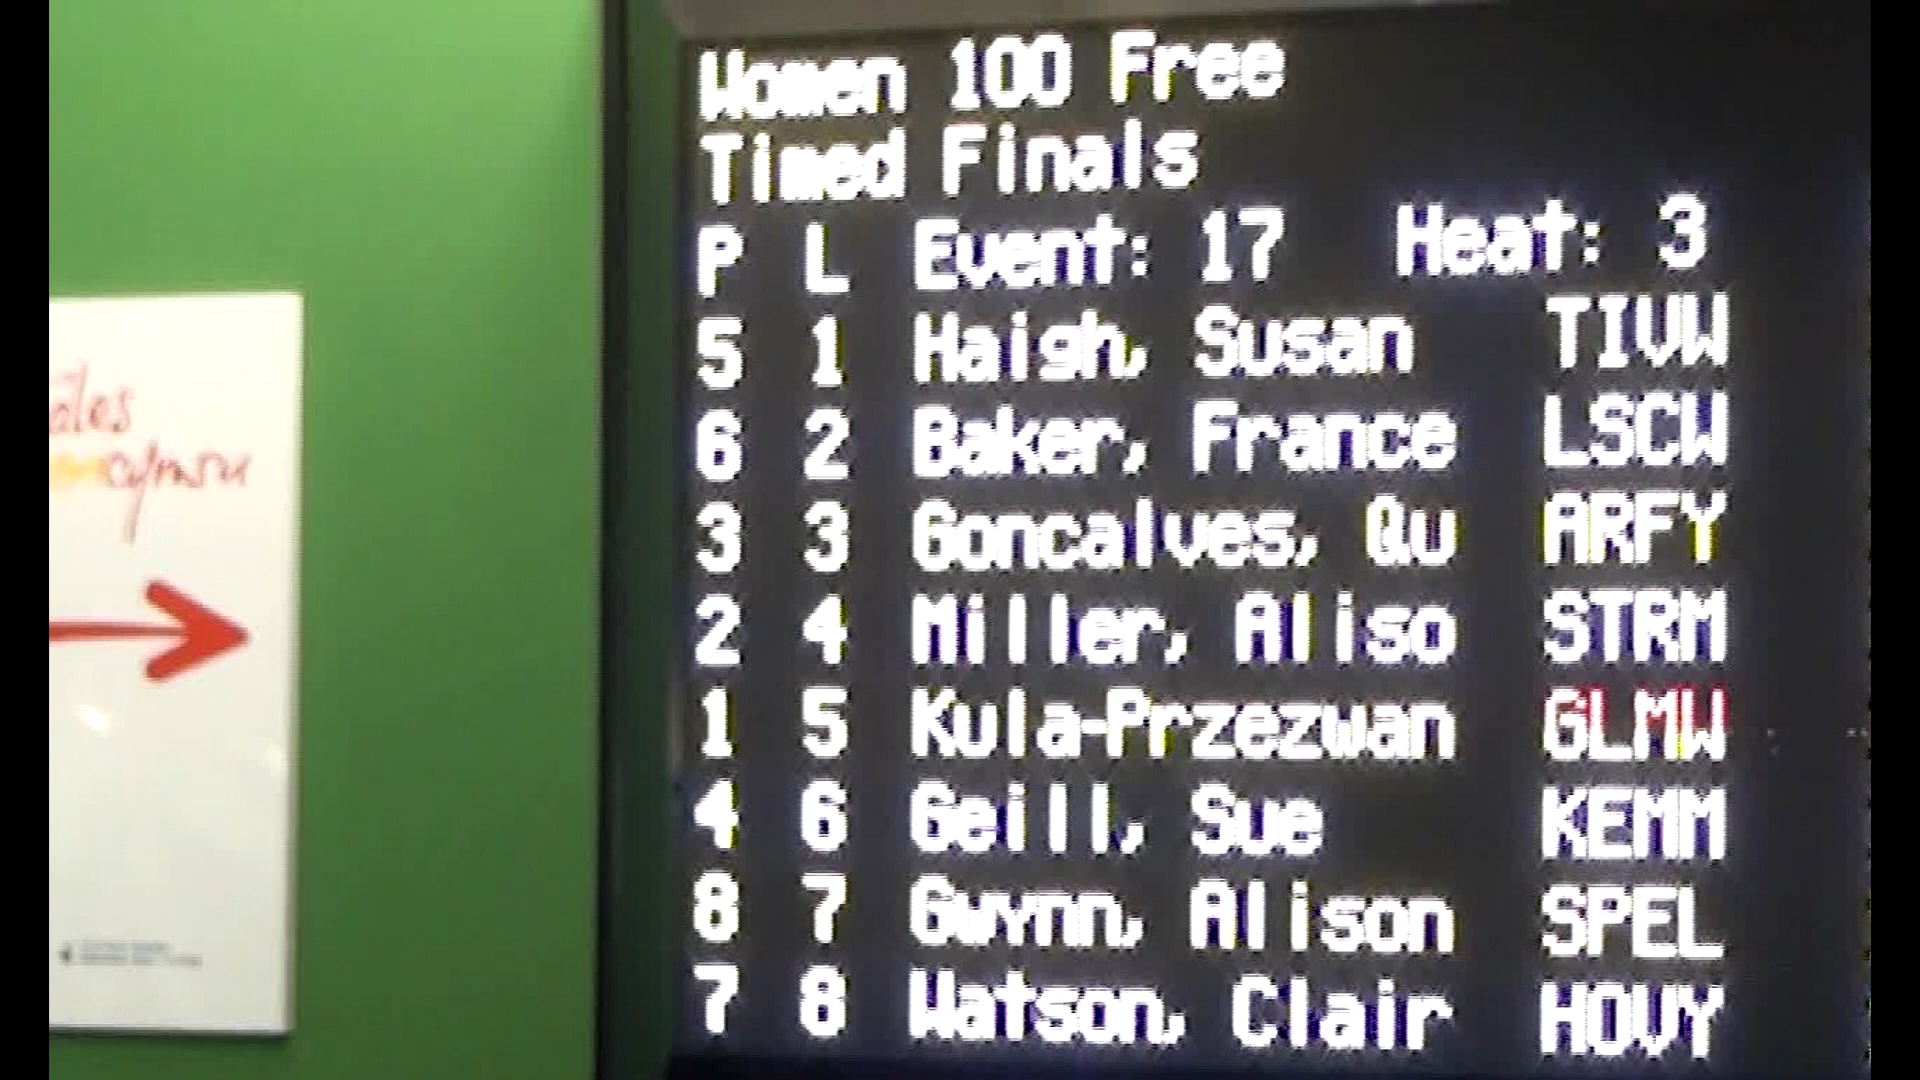 Women 100 Free
Timed Finals
P L Event: 17 Heat: 3
5 1 Haigh, Susan TIVW
6 2 Baker, France LSCW
3 3 Goncalves, Qu ARFY
2 4 Miller, Aliso STRM
1 5 Kula-Przezwan GLMW
4 6 Geill, Sue KEMM
8 7 Gwynn, Alison SPEL
7 8 Watson, Clair HOVY
cymru